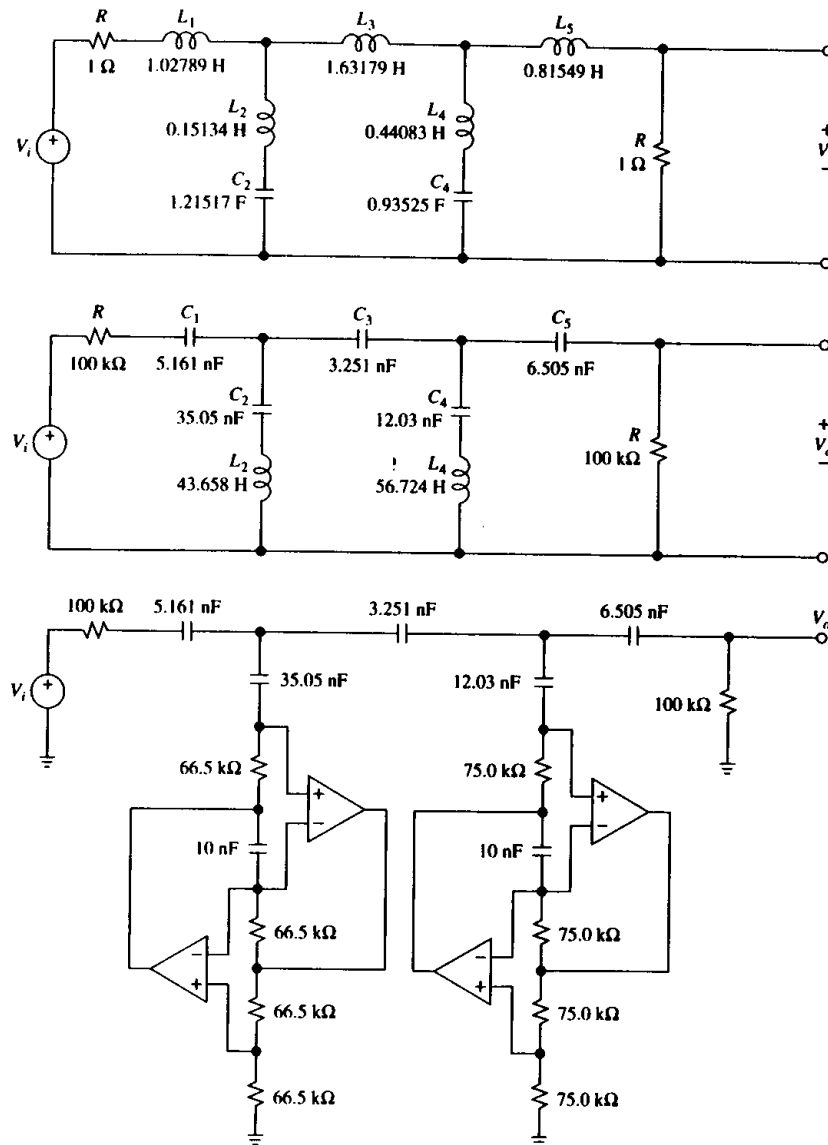 R
L1
L3
L5
1 Ω
1.02789 H
1.63179 H
0.81549 H
L2
0.15134 H
L4
0.44083 H
Vi
+
R
1 Ω
+
V
−
C2
1.21517 F
C4
0.93525 F
R
C1
C3
C5
100 kΩ
5.161 nF
3.251 nF
6.505 nF
C2
35.05 nF
C4
12.03 nF
Vi
+
R
100 kΩ
+
Vo
−
L2
43.658 H
L4
56.724 H
100 kΩ
5.161 nF
3.251 nF
6.505 nF
Vo
Vi
+
35.05 nF
12.03 nF
100 kΩ
66.5 kΩ
+
−
75.0 kΩ
+
−
10 nF
10 nF
−
+
66.5 kΩ
−
+
75.0 kΩ
66.5 kΩ
75.0 kΩ
66.5 kΩ
75.0 kΩ